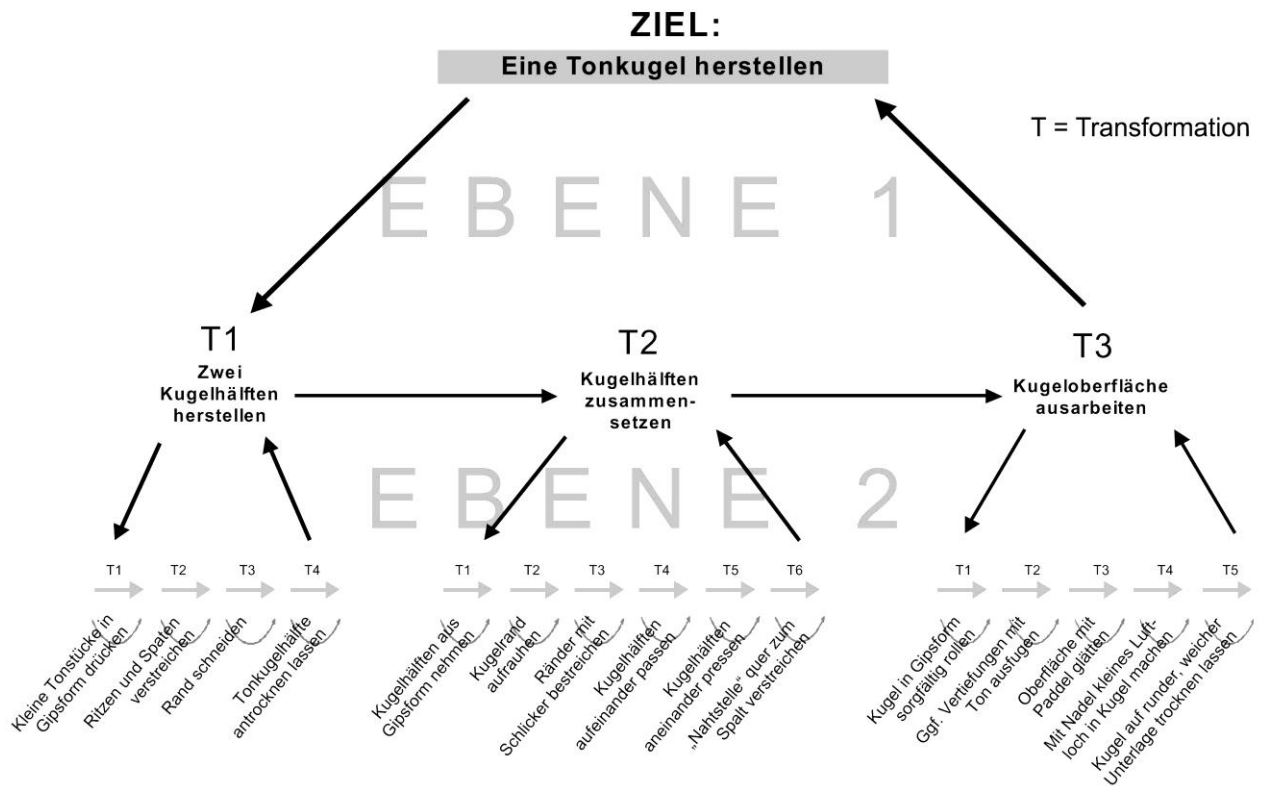 ZIEL:
Eine Tonkugel herstellen
T = Transformation
EBENE 1
T1
Zwei
Kugelhälften
herstellen
T2
Kugelhälften
zusammen-
setzen
T3
Kugeloberfläche
ausarbeiten
EBENE 2
T1
Kleine Tonstücke in
Gipsform drücken
T2
Ritzen und Spaten
verstreichen
T3
Rand schneiden
T4
Tonkugelhälfte
antrocknen lassen
T1
Kugelhälften aus
Gipsform nehmen
T2
Kugelrand
aufrauhen
T3
Ränder mit
Schlicker bestreichen
T4
Kugelhälften
aufeinander passen
T5
Kugelhälften
aneinander pressen
T6
„Nahtstelle" quer zum
Spalt verstreichen
T1
Kugel in Gipsform
sorgfältig rollen
T2
Ggf. Vertiefungen mit
Ton ausfugen
T3
Oberfläche mit
Paddel glätten
T4
Mit Nadel kleines Luft-
loch in Kugel machen
T5
Kugel auf runder, weicher
Unterlage trocknen lassen